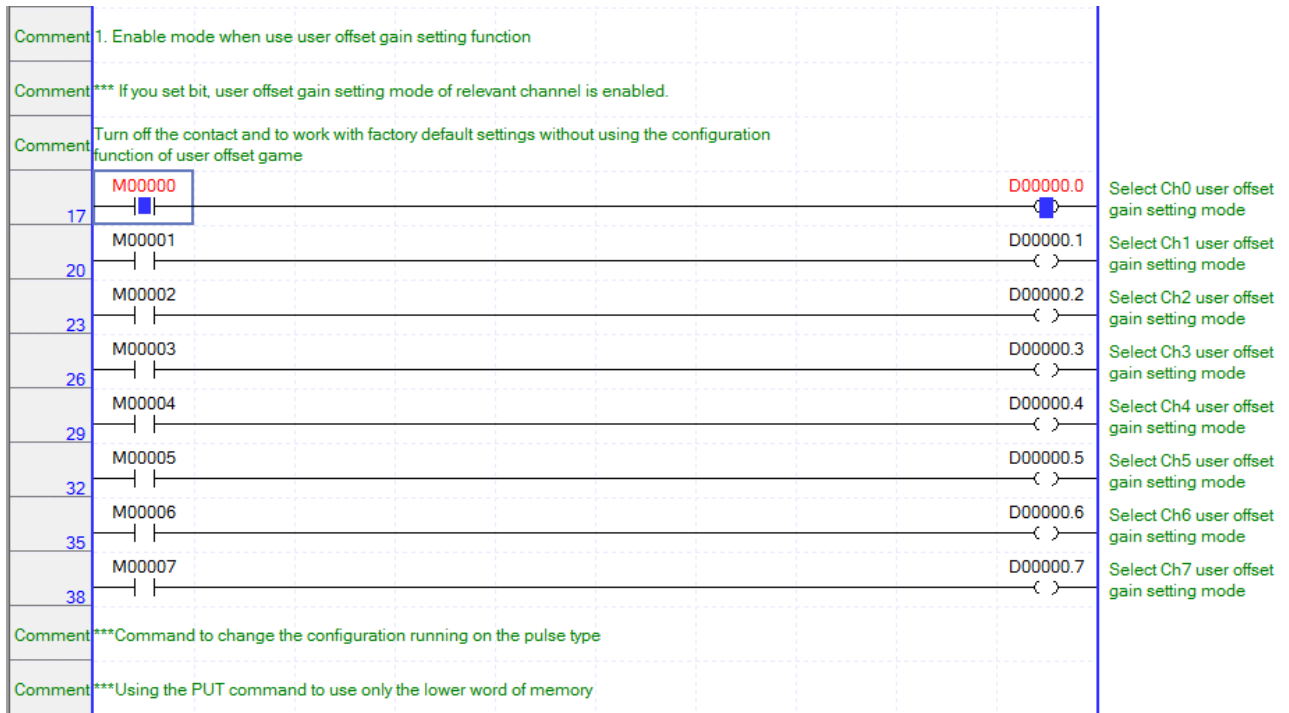 Comment 1. Enable mode when use user offset gain setting function
Comment *** If you set bit, user offset gain setting mode of relevant channel is enabled.
Comment Turn off the contact and to work with factory default settings without using the configuration
function of user offset game
M00000 D00000.0 Select Ch0 user offset
17 gain setting mode
M00001 D00000.1 Select Ch1 user offset
20 gain setting mode
M00002 D00000.2 Select Ch2 user offset
23 gain setting mode
M00003 D00000.3 Select Ch3 user offset
26 gain setting mode
M00004 D00000.4 Select Ch4 user offset
29 gain setting mode
M00005 D00000.5 Select Ch5 user offset
32 gain setting mode
M00006 D00000.6 Select Ch6 user offset
35 gain setting mode
M00007 D00000.7 Select Ch7 user offset
38 gain setting mode
Comment ***Command to change the configuration running on the pulse type
Comment ***Using the PUT command to use only the lower word of memory